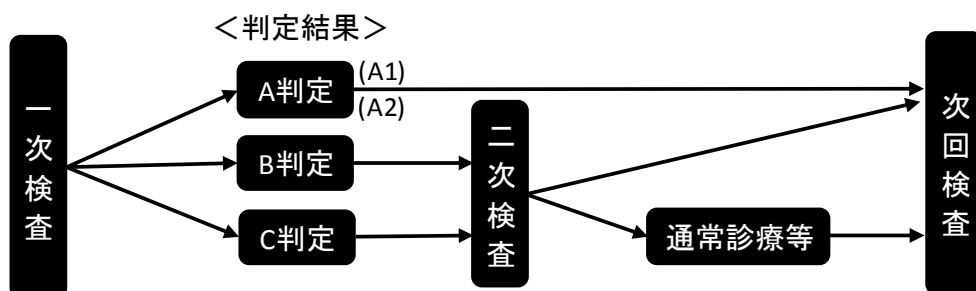 ＜判定結果＞
一次検査
A判定
(A1)
(A2)
B判定
C判定
二次検査
通常診療等
次回検査